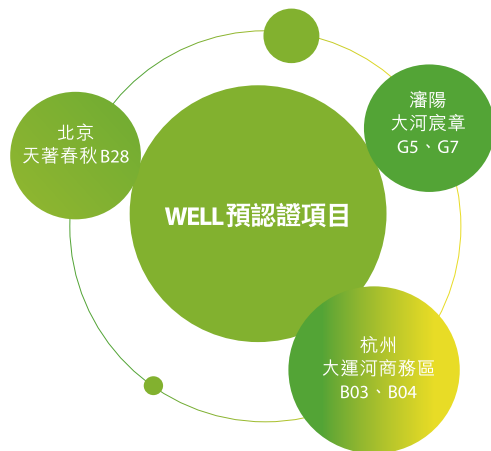 瀋陽
大河宸章
G5、G7
北京
天著春秋B28
WELL預認證項目
杭州
大運河商務區
B03、B04